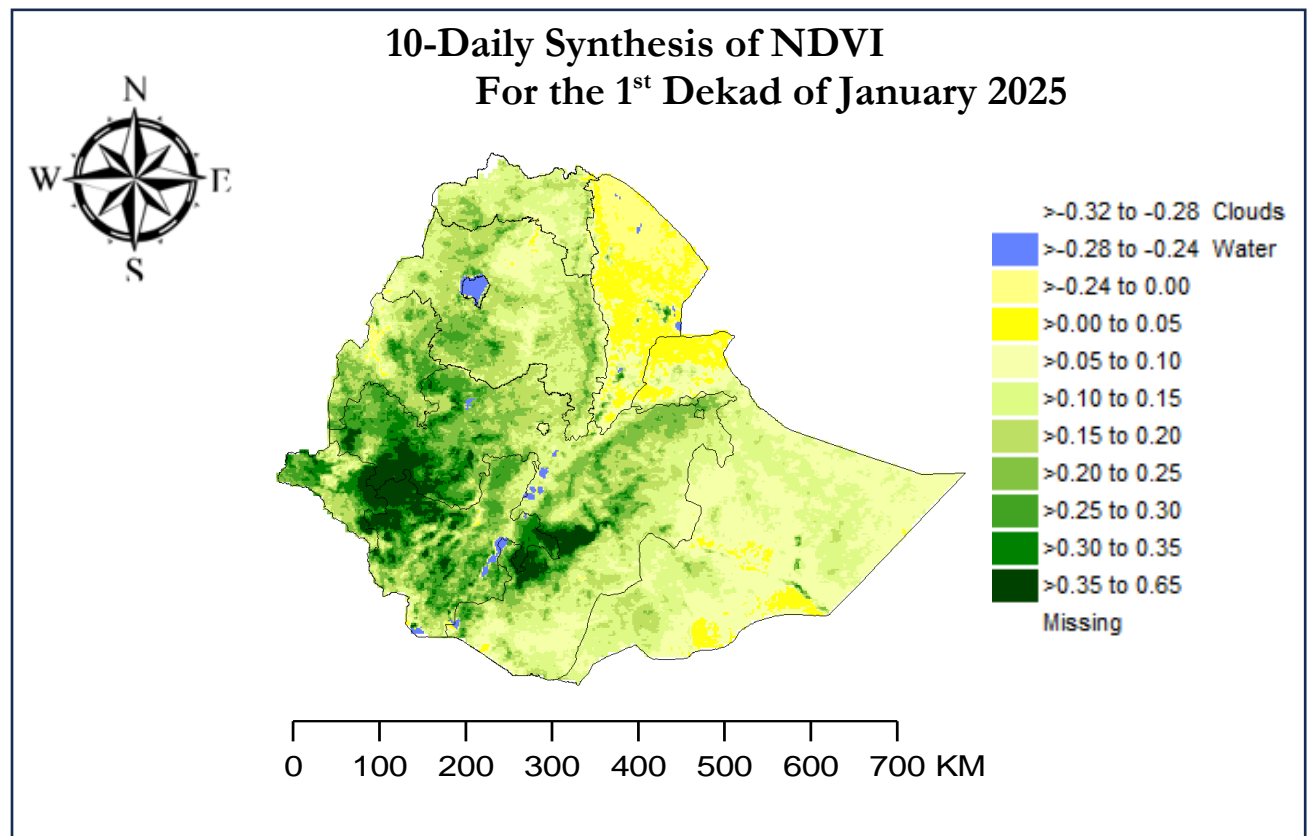 10-Daily Synthesis of NDVI
For the 1st Dekad of January 2025
N
W E
S
>-0.32 to -0.28 Clouds
>-0.28 to -0.24 Water
>-0.24 to 0.00
>0.00 to 0.05
>0.05 to 0.10
>0.10 to 0.15
>0.15 to 0.20
>0.20 to 0.25
>0.25 to 0.30
>0.30 to 0.35
>0.35 to 0.65
Missing
0 100 200 300 400 500 600 700 KM